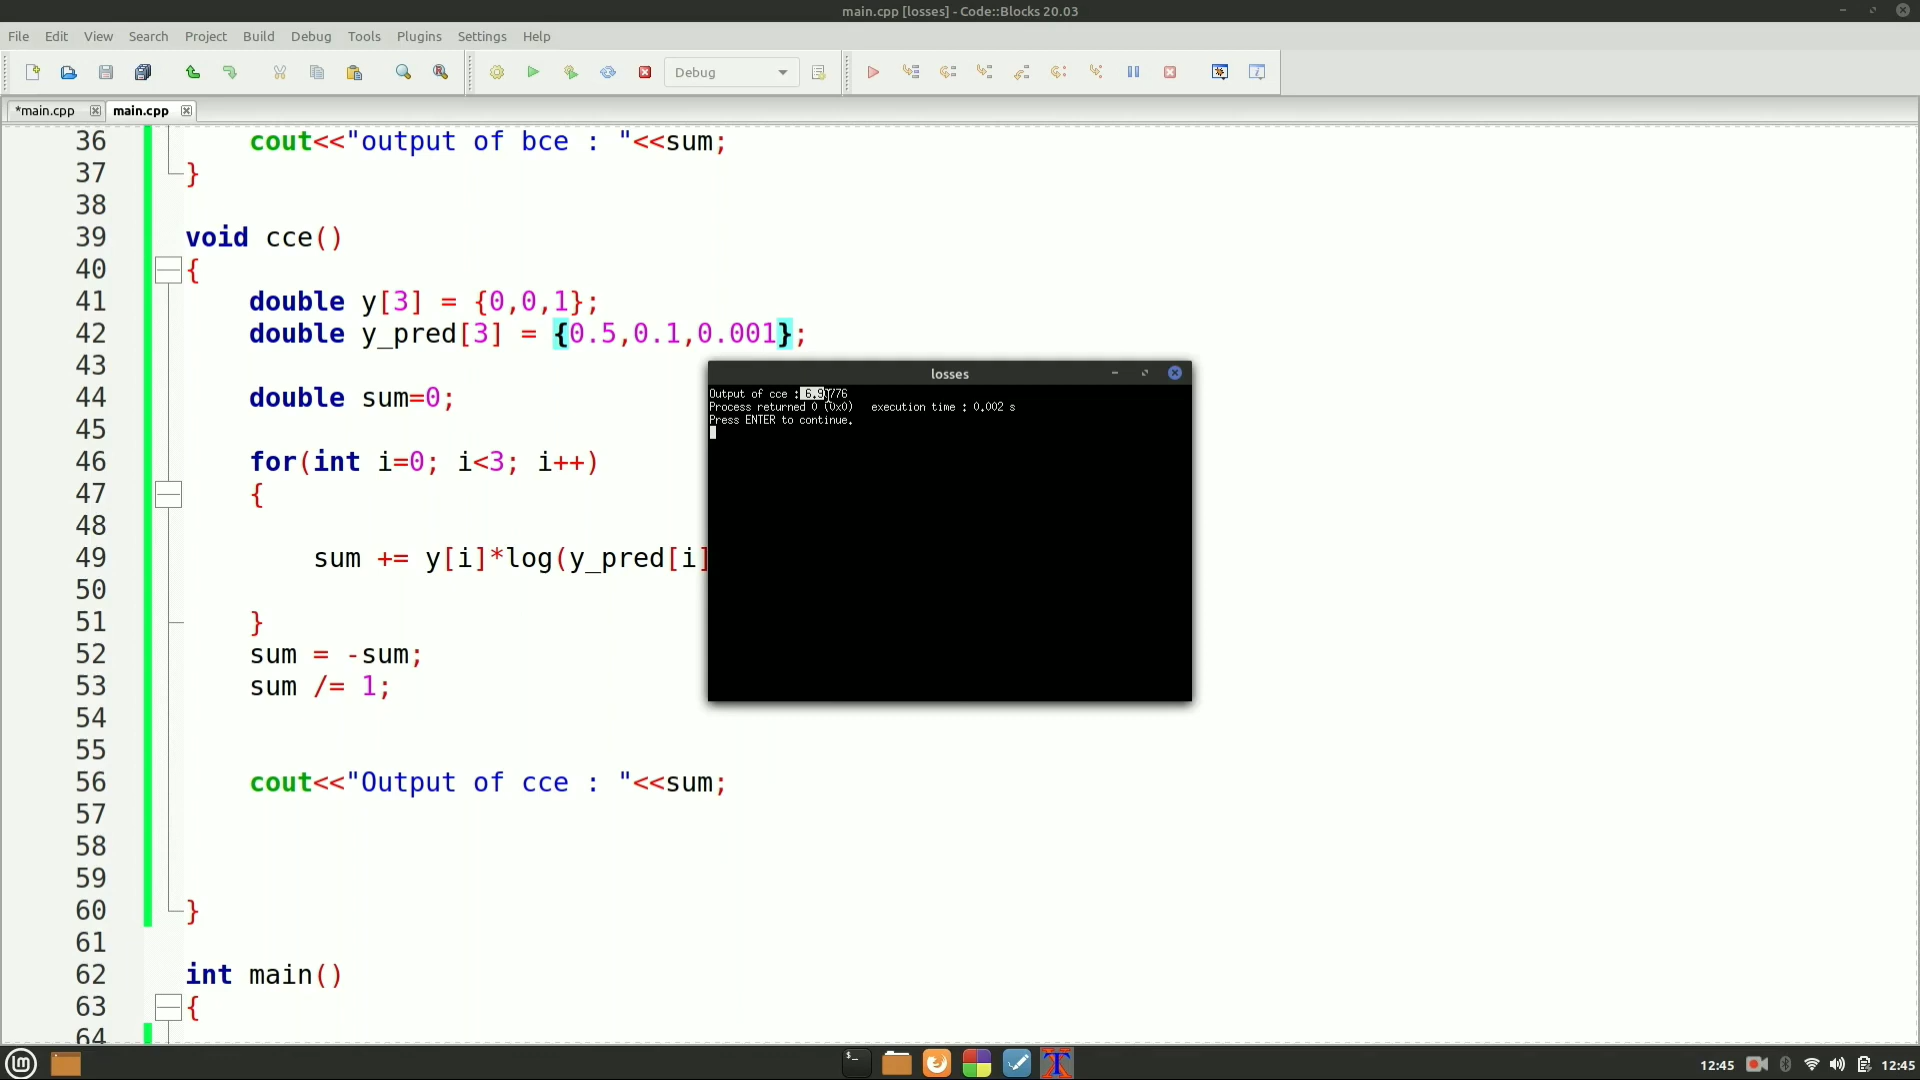 main.cpp [losses] - Code::Blocks 20.03
File Edit View Search Project Build Debug Tools Plugins Settings Help
Debug
*main.cpp main.cpp
36 cout<<"output of bce : "<<sum;
37 }
38
39 void cce()
40 {
41 double y[3] = {0,0,1};
42 double y_pred[3] = {0.5,0.1,0.001};
43
44 double sum=0;
45
46 for(int i=0; i<3; i++)
47 {
48
49 sum += y[i]*log(y_pred[i]
50
51 }
52 sum = -sum;
53 sum /= 1;
54
55
56 cout<<"Output of cce : "<<sum;
57
58
59
60 }
61
62 int main()
63 {
64
losses
Output of cce :
Process returned 0 (0x0) execution time : 0.002 s
Press ENTER to continue.
12:45 12:45